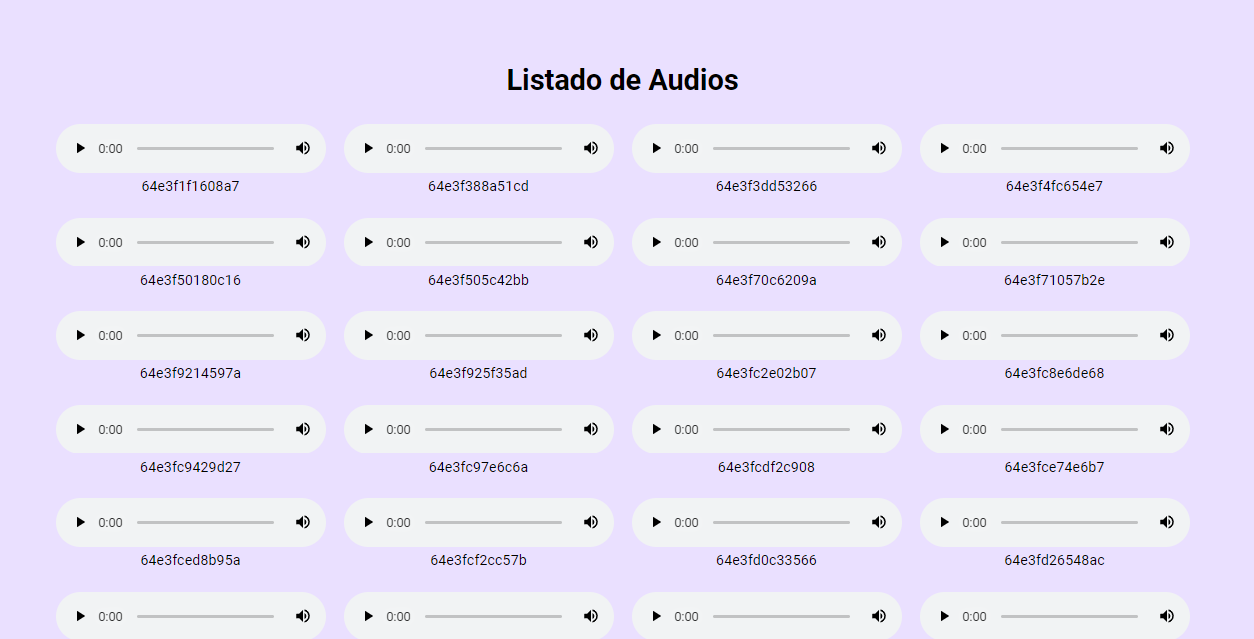 Listado de Audios
0:00 0:00 0:00 0:00
64e3f1f1608a7 64e3f388a51cd 64e3f3dd53266 64e3f4fc654e7
0:00 0:00 0:00 0:00
64e3f50180c16 64e3f505c42bb 64e3f70c6209a 64e3f71057b2e
0:00 0:00 0:00 0:00
64e3f9214597a 64e3f925f35ad 64e3fc2e02b07 64e3fc8e6de68
0:00 0:00 0:00 0:00
64e3fc9429d27 64e3fc97e6c6a 64e3fcdf2c908 64e3fce74e6b7
0:00 0:00 0:00 0:00
64e3fced8b95a 64e3fcf2cc57b 64e3fd0c33566 64e3fd26548ac
0:00 0:00 0:00 0:00